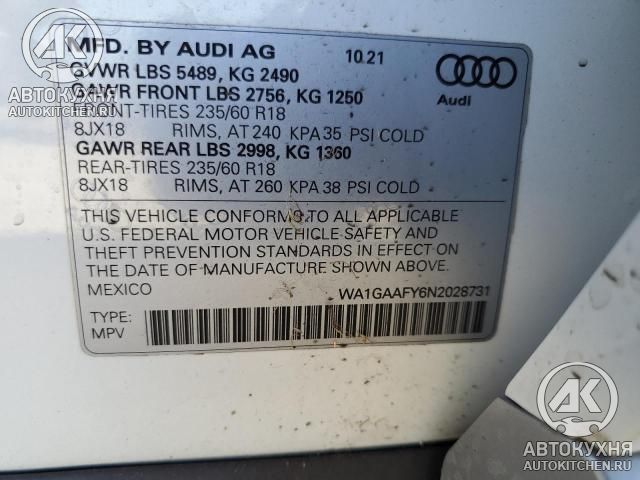 MFD. BY AUDI AG 10.21
GVWR LBS 5489, KG 2490
GAWR FRONT LBS 2756, KG 1250
FRONT-TIRES 235/60 R18
8JX18 RIMS, AT 240 KPA 35 PSI COLD
GAWR REAR LBS 2998, KG 1360
REAR-TIRES 235/60 R18
8JX18 RIMS, AT 260 KPA 38 PSI COLD
Audi
THIS VEHICLE CONFORMS TO ALL APPLICABLE
U.S. FEDERAL MOTOR VEHICLE SAFETY AND
THEFT PREVENTION STANDARDS IN EFFECT ON
THE DATE OF MANUFACTURE SHOWN ABOVE.
MEXICO WA1GAAFY6N2028731
TYPE:
MPV
АК
АВТОКУХНЯ
AUTOKITCHEN.RU
АК
АВТОКУХНЯ
AUTOKITCHEN.RU